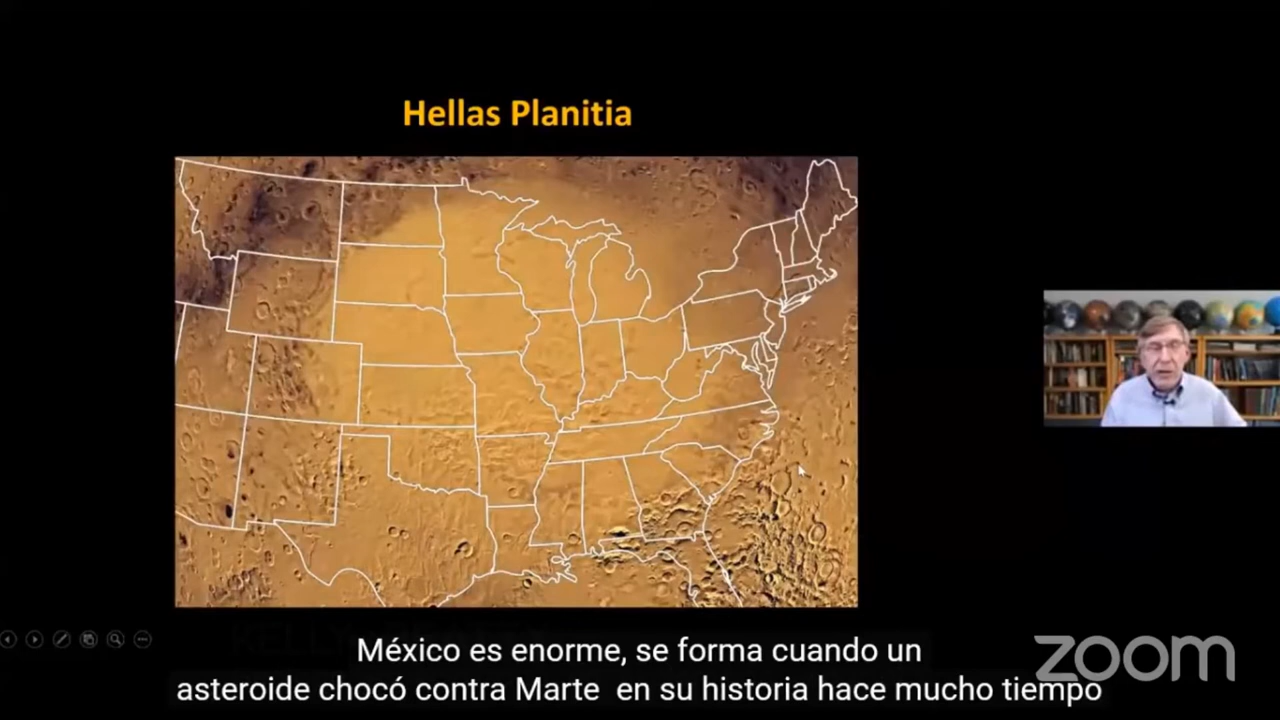 Hellas Planitia
México es enorme, se forma cuando un
asteroide chocó contra Marte en su historia hace mucho tiempo
zoom